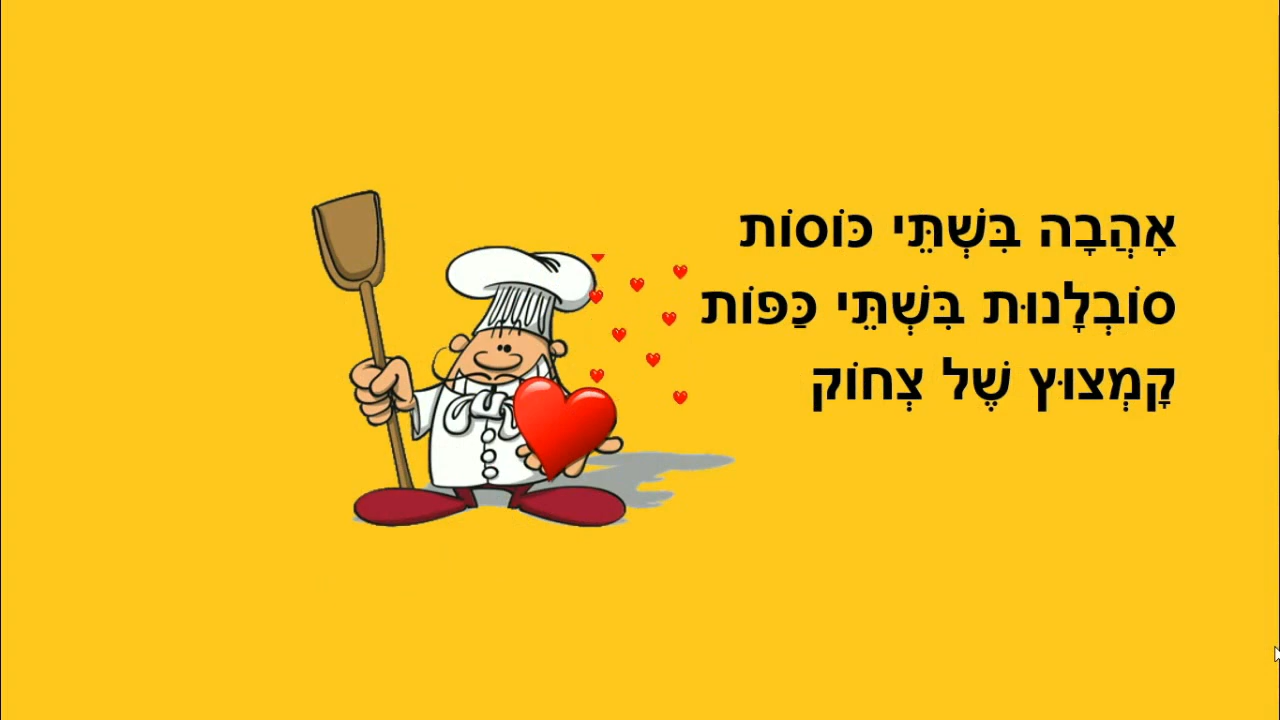 אָהֲבָה בִּשְׁתֵּי כּוֹסוֹת
סוֹבְלָנוּת בִּשְׁתֵּי כַּפּוֹת
קָמְצוּץ שֶׁל צְחוֹק